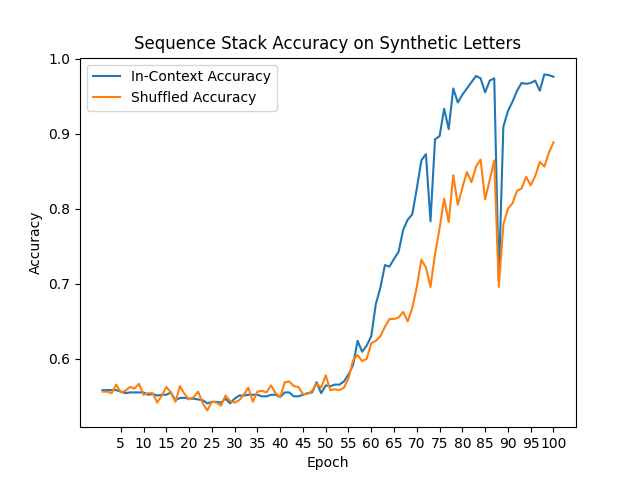 Sequence Stack Accuracy on Synthetic Letters
In-Context Accuracy
Shuffled Accuracy
1.0
0.9
0.8
0.7
0.6
Accuracy
5 10 15 20 25 30 35 40 45 50 55 60 65 70 75 80 85 90 95 100
Epoch